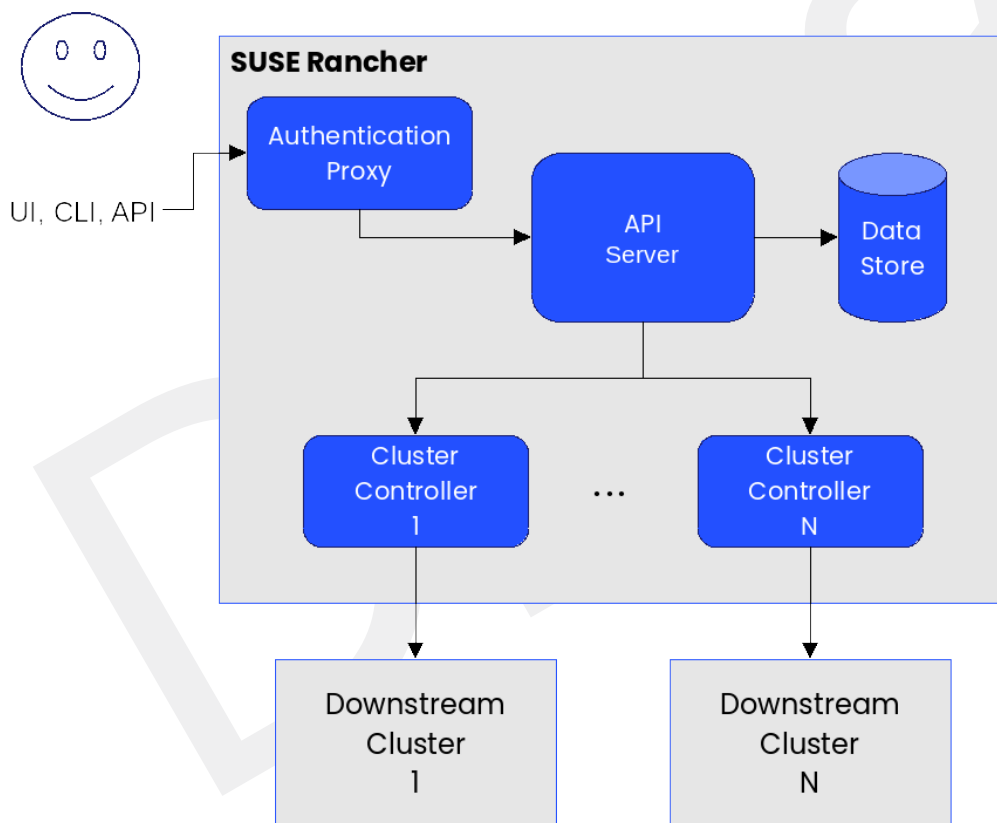 SUSE Rancher
Authentication
Proxy
UI, CLI, API
API
Server
Data
Store
Cluster
Controller
1
...
Cluster
Controller
N
Downstream
Cluster
1
Downstream
Cluster
N